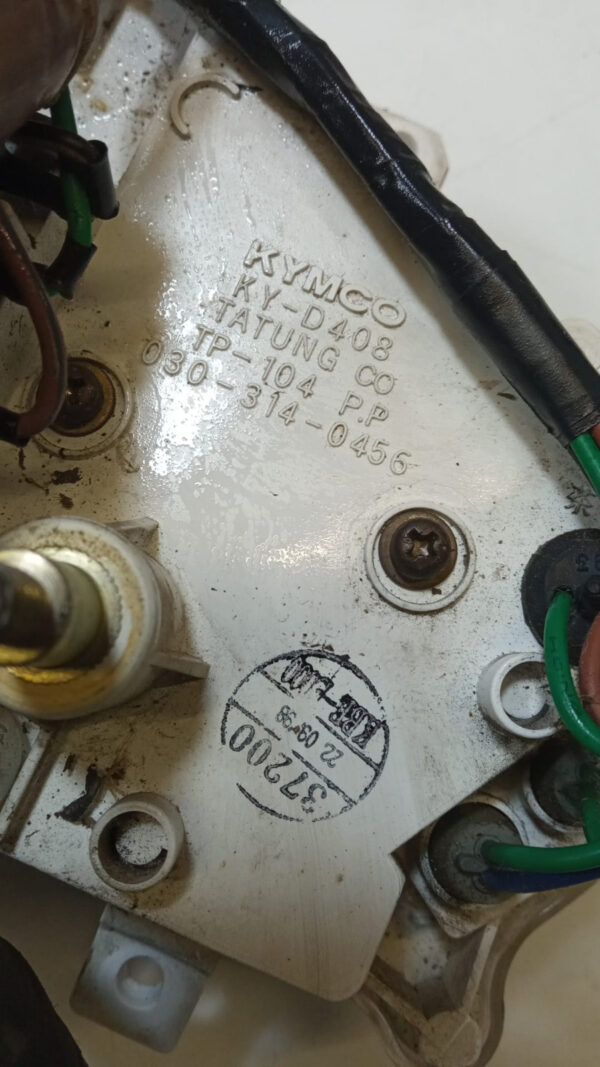 KYMCO
KY-D408
TATUNG CO
TP-104 P.P
030-314-0456
37200
22. 09. 99